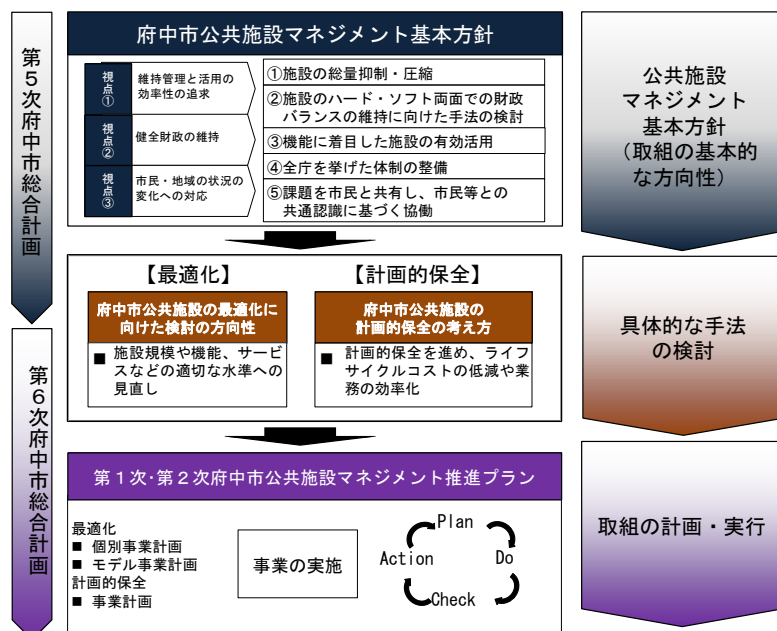 第５次府中市総合計画
府中市公共施設マネジメント基本方針
視点①
維持管理と活用の
効率性の追求
視点②
健全財政の維持
視点③
市民・地域の状況の
変化への対応
①施設の総量抑制・圧縮
②施設のハード・ソフト両面での財政
バランスの維持に向けた手法の検討
③機能に着目した施設の有効活用
④全庁を挙げた体制の整備
⑤課題を市民と共有し、市民等との
共通認識に基づく協働
公共施設
マネジメント
基本方針
（取組の基本的
な方向性）
【最適化】
府中市公共施設の最適化に
向けた検討の方向性
■ 施設規模や機能、サービ
スなどの適切な水準への
見直し
【計画的保全】
府中市公共施設の
計画的保全の考え方
■ 計画的保全を進め、ライフ
サイクルコストの低減や業
務の効率化
具体的な手法
の検討
第６次府中市総合計画
第１次･第２次府中市公共施設マネジメント推進プラン
最適化
■ 個別事業計画
■ モデル事業計画
計画的保全
■ 事業計画
事業の実施
Plan
Do
Check
Action
取組の計画・実行